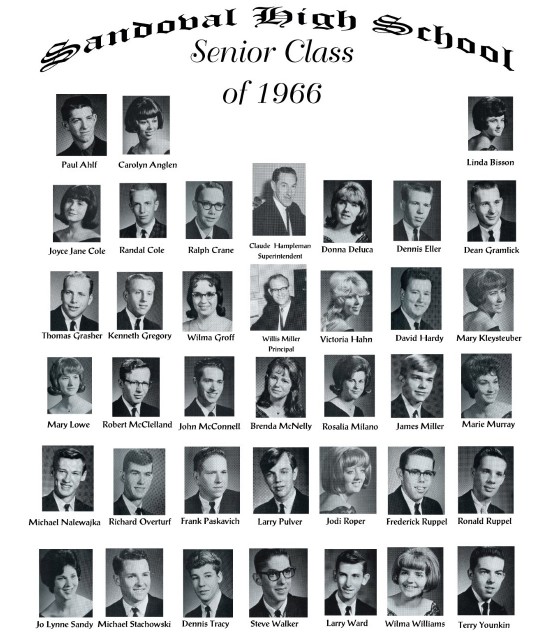 Sandoval High School
Senior Class
of 1966
Paul Ahlf
Carolyn Anglen
Linda Bisson
Joyce Jane Cole
Randal Cole
Ralph Crane
Claude Hampleman
Superintendent
Donna Deluca
Dennis Eller
Dean Gramlick
Thomas Grasher
Kenneth Gregory
Wilma Groff
Willis Miller
Principal
Victoria Hahn
David Hardy
Mary Kleysteuber
Mary Lowe
Robert McClelland
John McConnell
Brenda McNelly
Rosalia Milano
James Miller
Marie Murray
Michael Nalewajka
Richard Overturf
Frank Paskavich
Larry Pulver
Jodi Roper
Frederick Ruppel
Ronald Ruppel
Jo Lynne Sandy
Michael Stachowski
Dennis Tracy
Steve Walker
Larry Ward
Wilma Williams
Terry Younkin